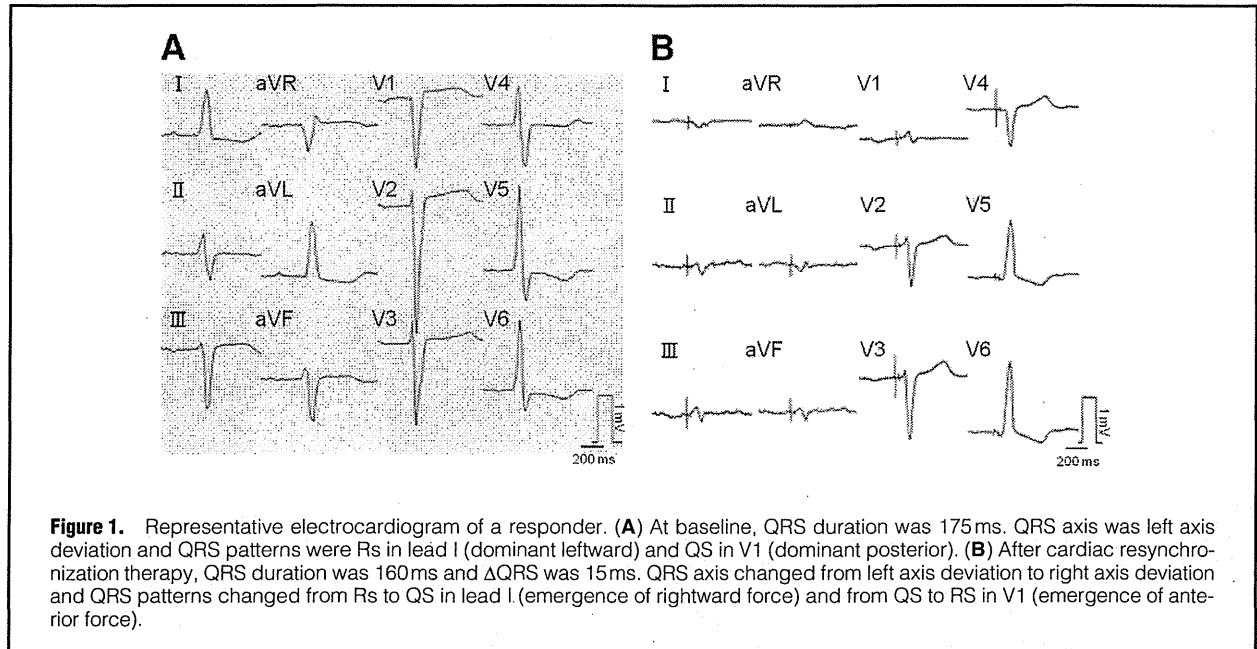 A
B
I aVR V1 V4
II aVL V2 V5
III aVF V3 V6
1mV
200 ms
I aVR V1 V4
II aVL V2 V5
III aVF V3 V6
1mV
200 ms
Figure 1. Representative electrocardiogram of a responder. (A) At baseline, QRS duration was 175 ms. QRS axis was left axis
deviation and QRS patterns were Rs in lead I (dominant leftward) and QS in V1 (dominant posterior). (B) After cardiac resynchro-
nization therapy, QRS duration was 160 ms and ΔQRS was 15 ms. QRS axis changed from left axis deviation to right axis deviation
and QRS patterns changed from Rs to QS in lead I (emergence of rightward force) and from QS to RS in V1 (emergence of ante-
rior force).